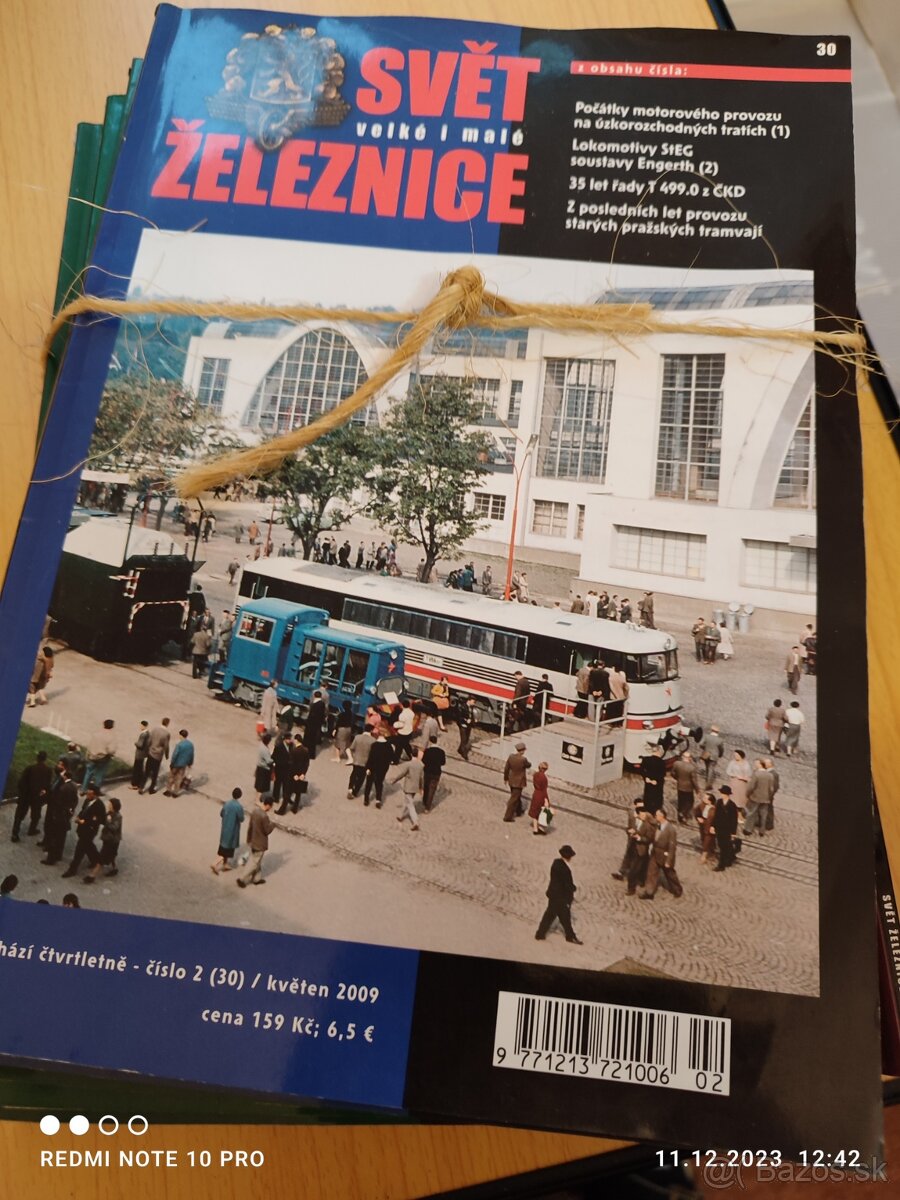 30
SVĚT
velké i malé
ŽELEZNICE
z obsahu čísla:
Počátky motorového provozu
na úzkorozchodných tratích (1)
Lokomotivy StEG
soustavy Engerth (2)
35 let řady T 499.0 z ČKD
Z posledních let provozu
starých pražských tramvají
hází čtvrtletně - číslo 2 (30) / květen 2009
cena 159 Kč; 6,5 €
9 771213 721006 02
SVĚT ŽELEZNIC
REDMI NOTE 10 PRO
11.12.2023 12:42
@ Bazos.sk